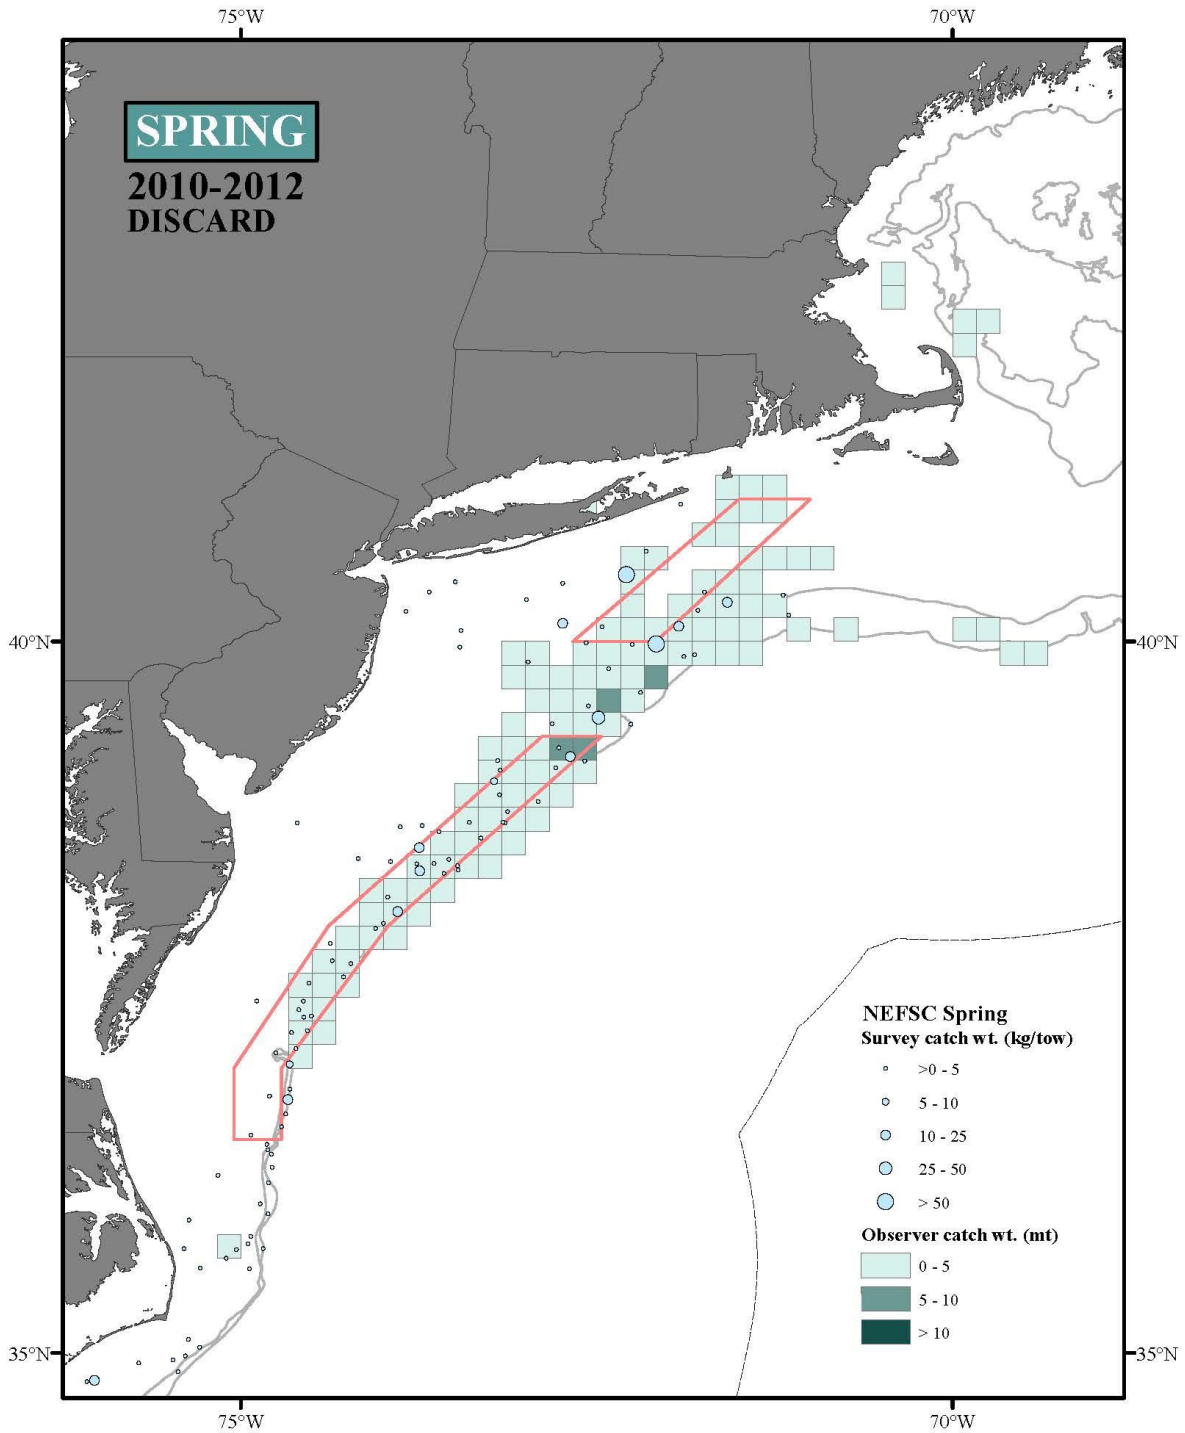 75°W 70°W
SPRING
2010-2012
DISCARD
40°N 40°N
NEFSC Spring
Survey catch wt. (kg/tow)
>0 - 5
5 - 10
10 - 25
25 - 50
> 50
Observer catch wt. (mt)
0 - 5
5 - 10
> 10
35°N 35°N
75°W 70°W